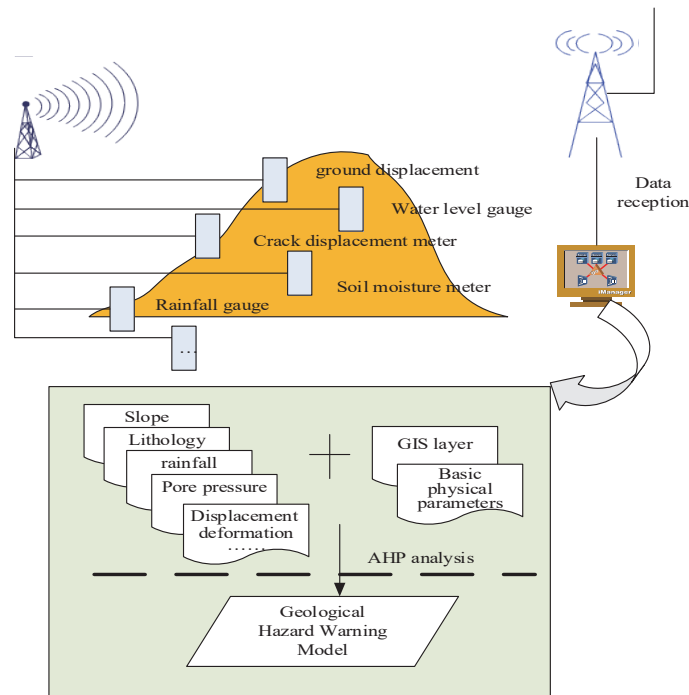 ground displacement
Water level gauge
Crack displacement meter
Soil moisture meter
Rainfall gauge
...
Data
reception
iManager
Slope
Lithology
rainfall
Pore pressure
Displacement
deformation
......
GIS layer
Basic
physical
parameters
AHP analysis
Geological
Hazard Warning
Model